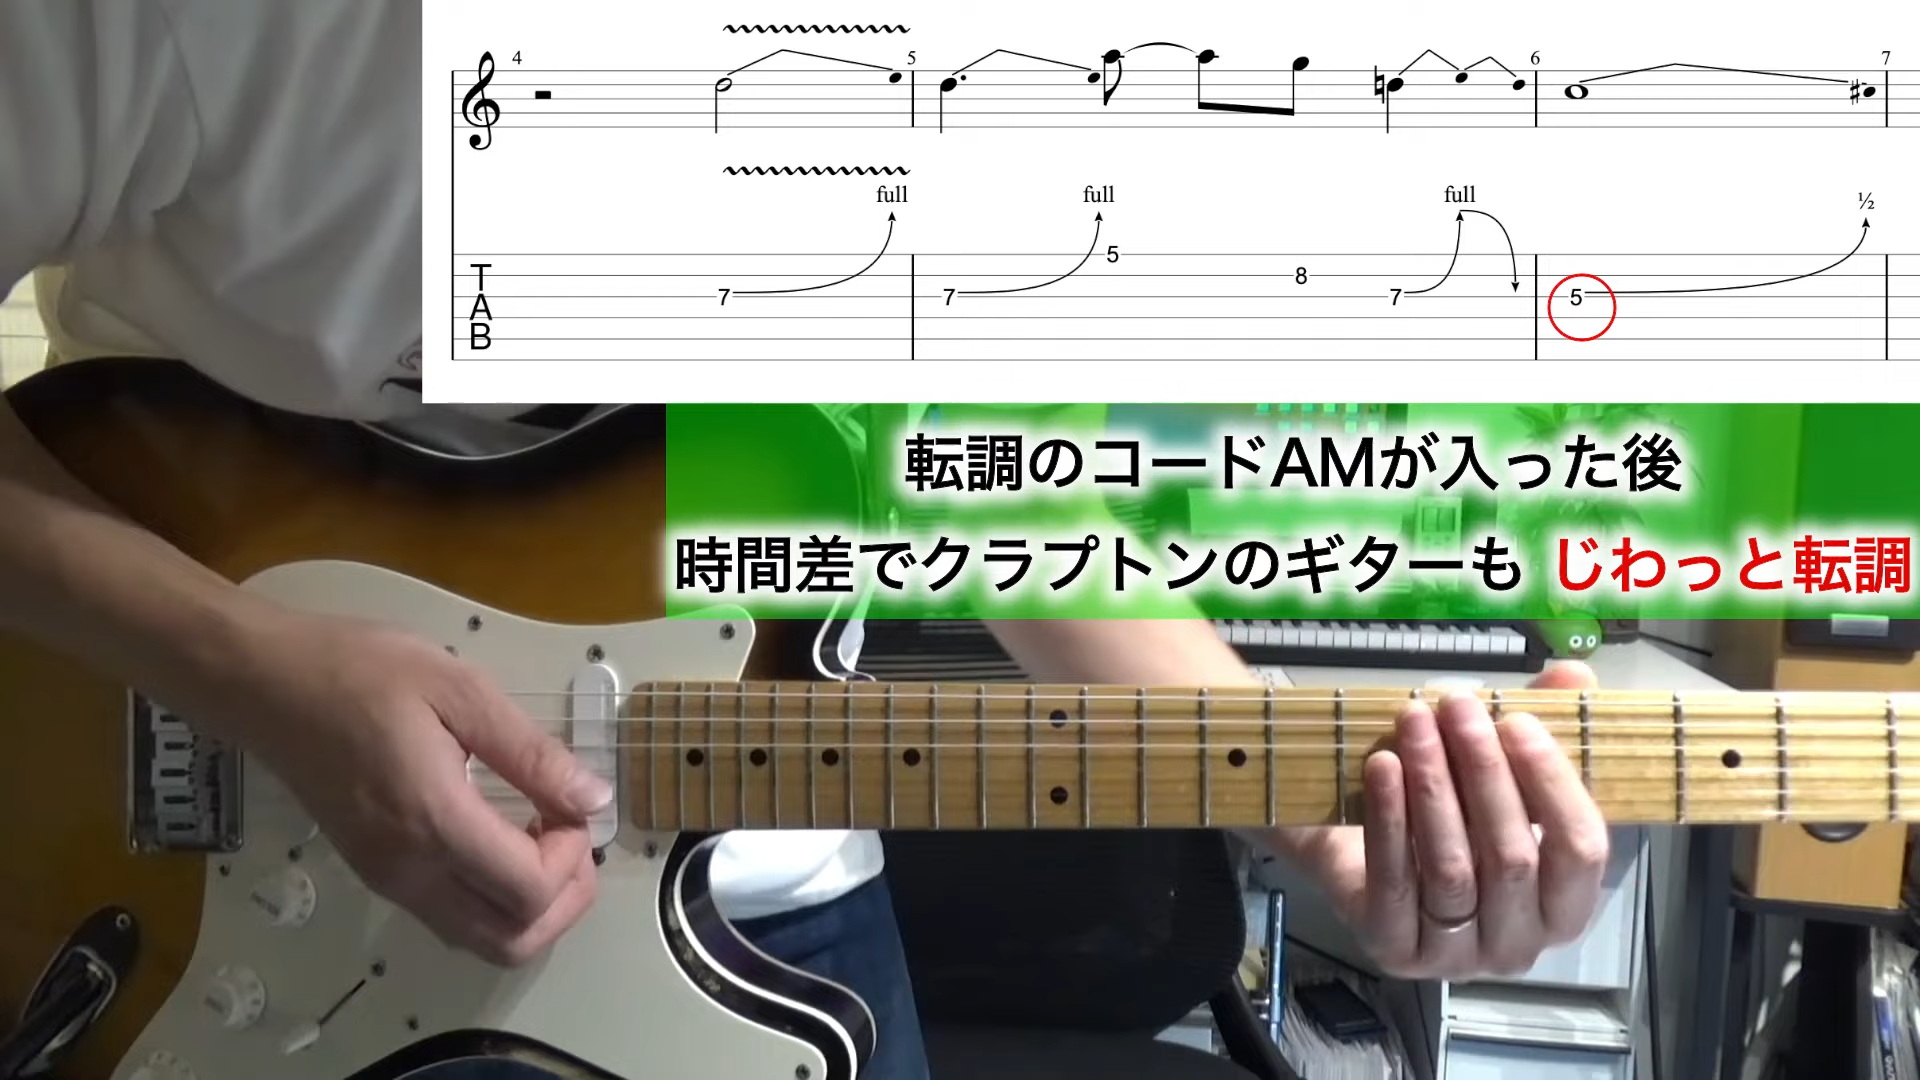 4 5 6 7
full full full ½
T A B 7 7 5 8 7 5
転調のコードAMが入った後
時間差でクラプトンのギターも じわっと転調